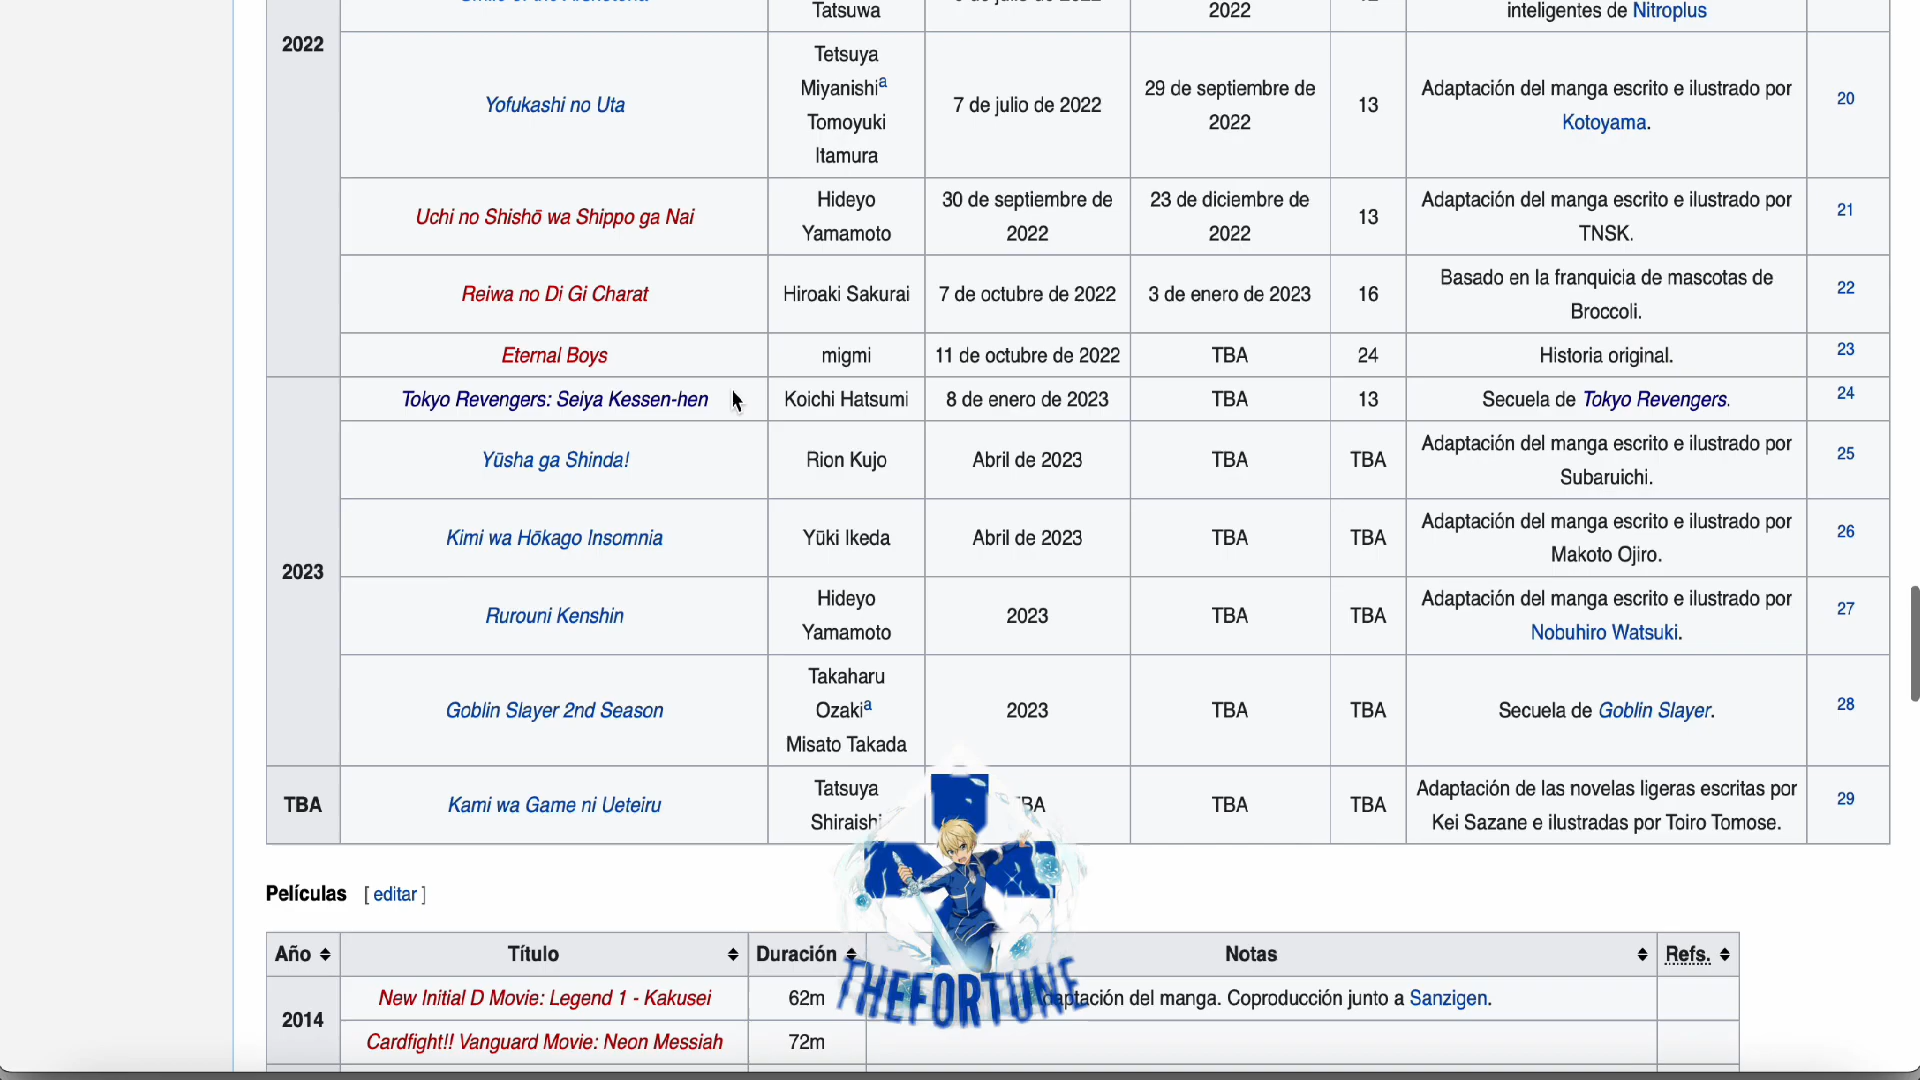 Tatsuwa
2022
12
inteligentes de Nitroplus
2022
Yofukashi no Uta
Tetsuya
Miyanishia
Tomoyuki
Itamura
7 de julio de 2022
29 de septiembre de
2022
13
Adaptación del manga escrito e ilustrado por
Kotoyama.
20
Uchi no Shishō wa Shippo ga Nai
Hideyo
Yamamoto
30 de septiembre de
2022
23 de diciembre de
2022
13
Adaptación del manga escrito e ilustrado por
TNSK.
21
Reiwa no Di Gi Charat
Hiroaki Sakurai
7 de octubre de 2022
3 de enero de 2023
16
Basado en la franquicia de mascotas de
Broccoli.
22
Eternal Boys
migmi
11 de octubre de 2022
TBA
24
Historia original.
23
2023
Tokyo Revengers: Seiya Kessen-hen
Koichi Hatsumi
8 de enero de 2023
TBA
13
Secuela de Tokyo Revengers.
24
Yūsha ga Shinda!
Rion Kujo
Abril de 2023
TBA
TBA
Adaptación del manga escrito e ilustrado por
Subaruichi.
25
Kimi wa Hōkago Insomnia
Yūki Ikeda
Abril de 2023
TBA
TBA
Adaptación del manga escrito e ilustrado por
Makoto Ojiro.
26
Rurouni Kenshin
Hideyo
Yamamoto
2023
TBA
TBA
Adaptación del manga escrito e ilustrado por
Nobuhiro Watsuki.
27
Goblin Slayer 2nd Season
Takaharu
Ozakia
Misato Takada
2023
TBA
TBA
Secuela de Goblin Slayer.
28
TBA
Kami wa Game ni Ueteiru
Tatsuya
Shiraishi
TBA
TBA
TBA
Adaptación de las novelas ligeras escritas por
Kei Sazane e ilustradas por Toiro Tomose.
29
Películas [ editar ]
Año
Título
Duración
Notas
Refs.
2014
New Initial D Movie: Legend 1 - Kakusei
62m
Adaptación del manga. Coproducción junto a Sanzigen.
Cardfight!! Vanguard Movie: Neon Messiah
72m
THEFORTUNE